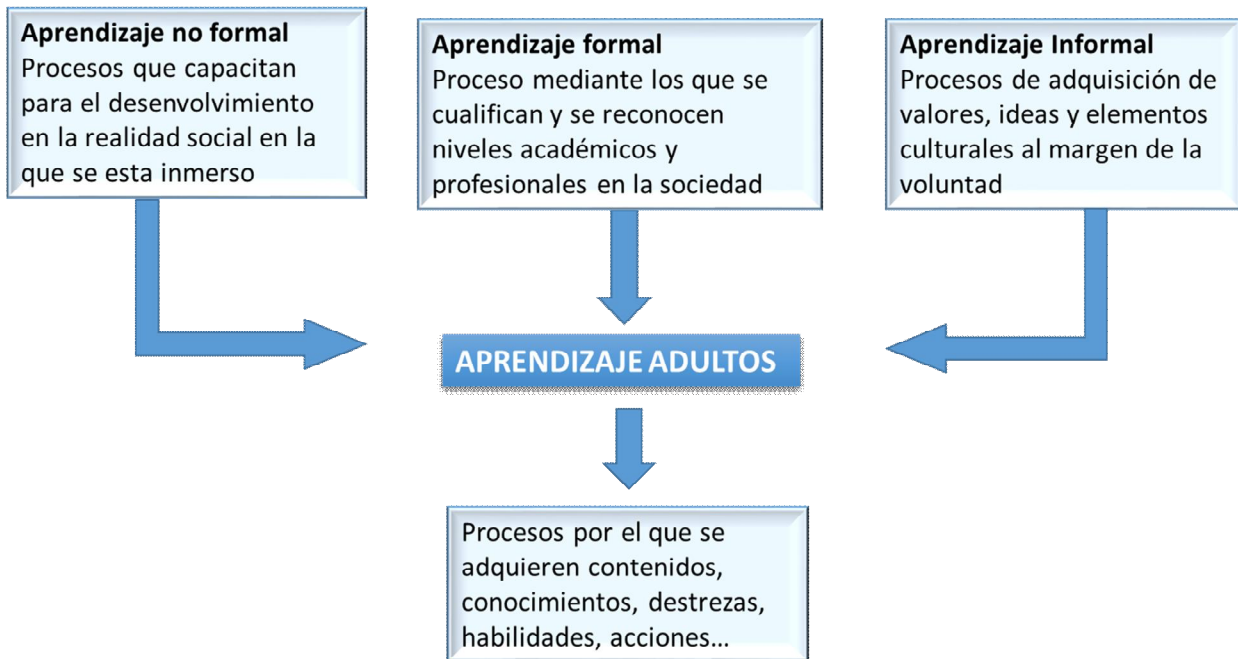 Aprendizaje no formal
Procesos que capacitan
para el desenvolvimiento
en la realidad social en la
que se esta inmerso
Aprendizaje formal
Proceso mediante los que se
cualifican y se reconocen
niveles académicos y
profesionales en la sociedad
Aprendizaje Informal
Procesos de adquisición de
valores, ideas y elementos
culturales al margen de la
voluntad
APRENDIZAJE ADULTOS
Procesos por el que se
adquieren contenidos,
conocimientos, destrezas,
habilidades, acciones...